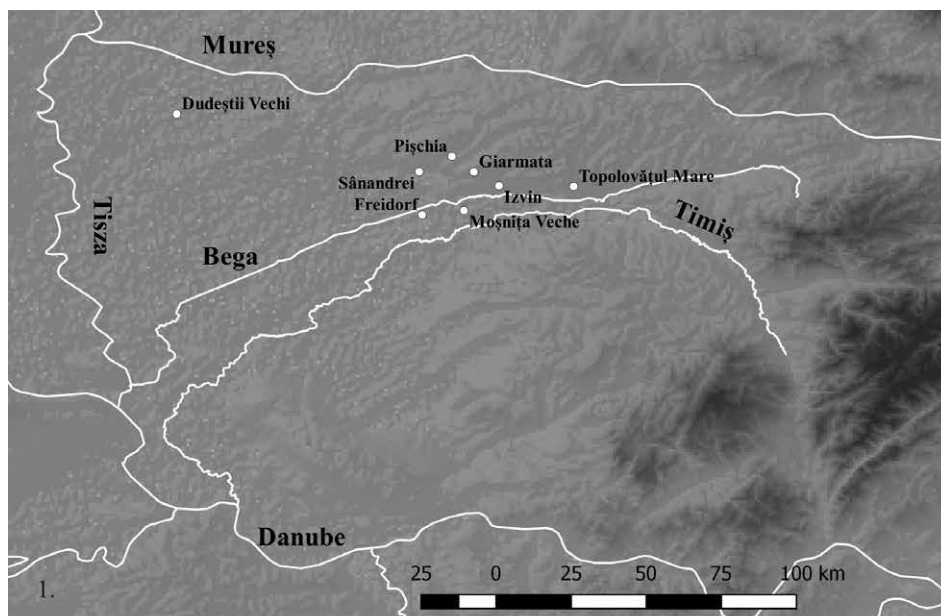 Mureș
Dudeștii Vechi
Pișchia
Giarmata
Sânandrei
Topolovățul Mare
Izvin
Freidorf
Moșnița Veche
Tisza
Timiș
Bega
Danube
25 0 25 50 75 100 km
1.